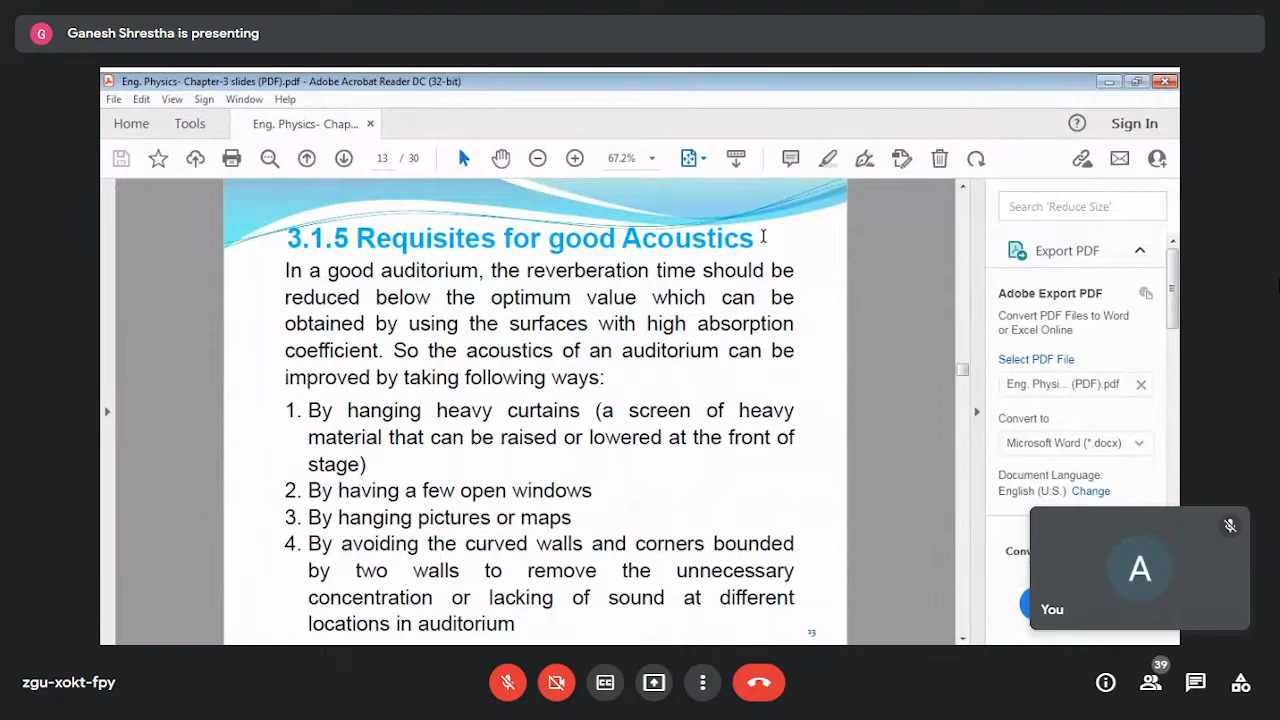 G Ganesh Shrestha is presenting
Eng. Physics- Chapter-3 slides (PDF).pdf - Adobe Acrobat Reader DC (32-bit)
File Edit View Sign Window Help
Home Tools Eng. Physics- Chap... × Sign In
13 / 30 67.2%
Search 'Reduce Size'
Export PDF
Adobe Export PDF
Convert PDF Files to Word
or Excel Online
Select PDF File
Eng. Physi... (PDF).pdf
Convert to
Microsoft Word (*.docx)
Document Language:
English (U.S.) Change
Conv
3.1.5 Requisites for good Acoustics
In a good auditorium, the reverberation time should be
reduced below the optimum value which can be
obtained by using the surfaces with high absorption
coefficient. So the acoustics of an auditorium can be
improved by taking following ways:
1. By hanging heavy curtains (a screen of heavy
material that can be raised or lowered at the front of
stage)
2. By having a few open windows
3. By hanging pictures or maps
4. By avoiding the curved walls and corners bounded
by two walls to remove the unnecessary
concentration or lacking of sound at different
locations in auditorium
13
A
You
zgu-xokt-fpy
CC
39